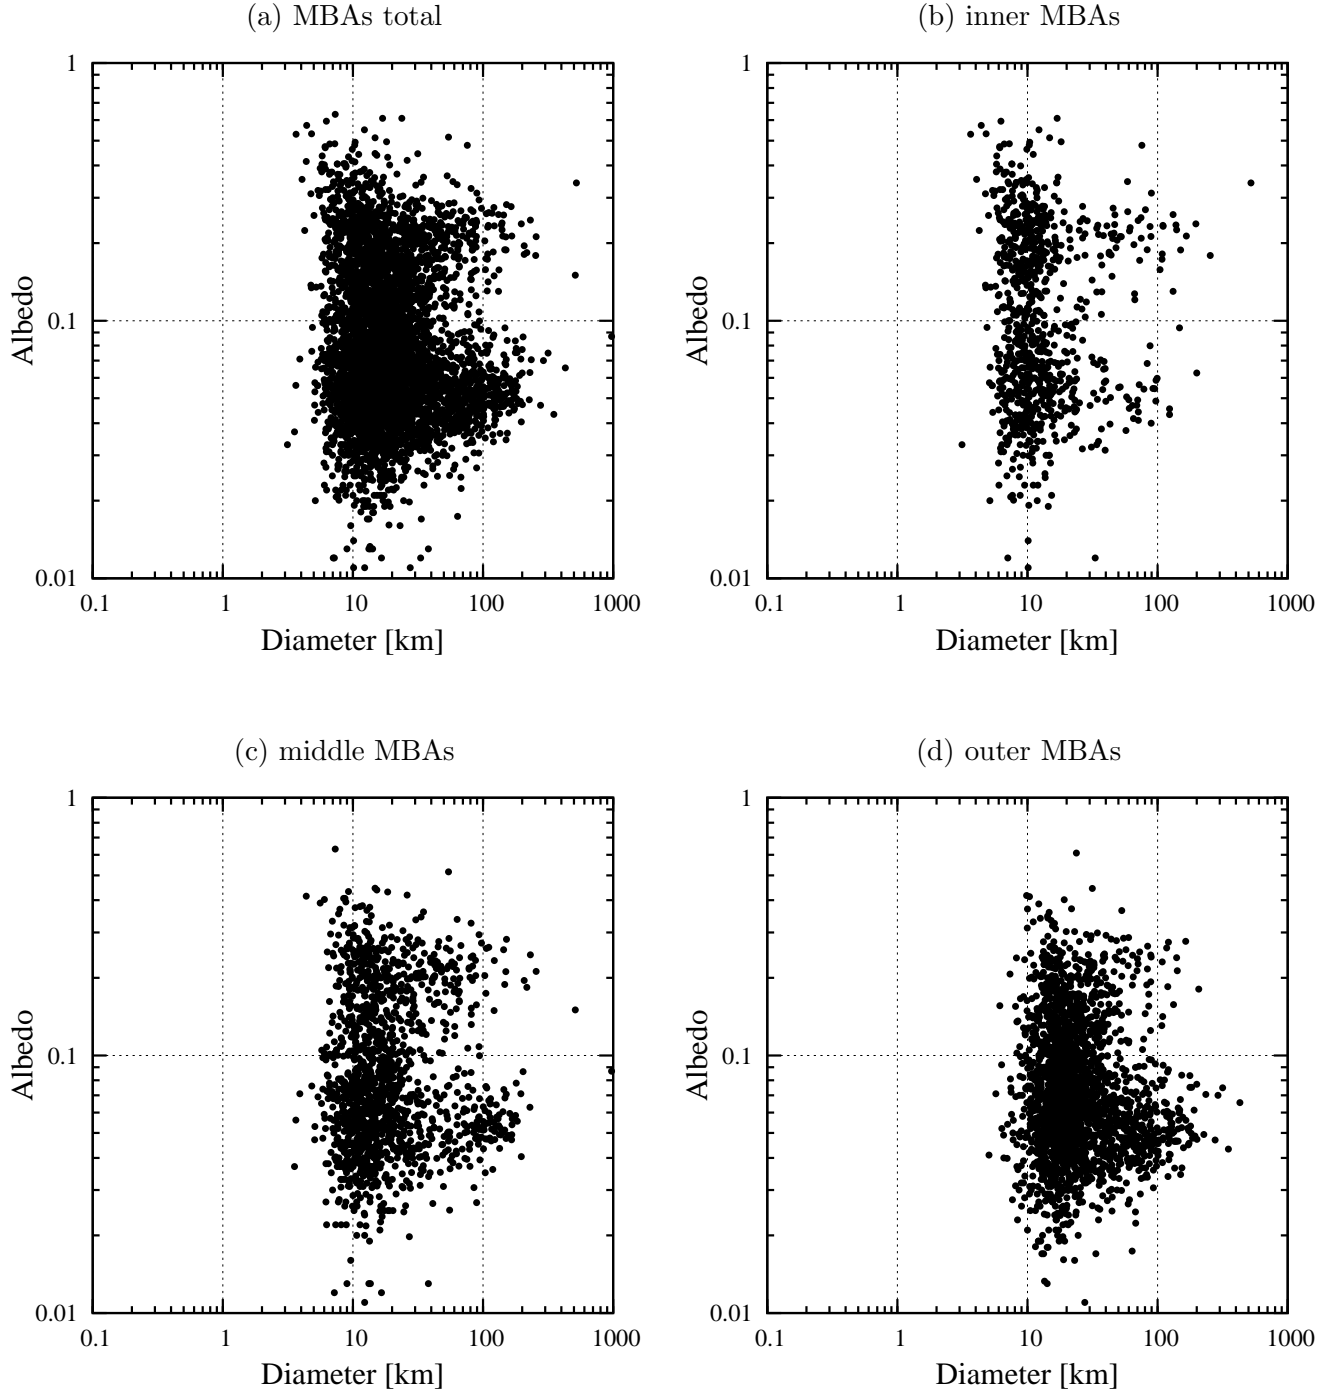 (a) MBAs total
(b) inner MBAs
1
0.1
0.01
Albedo
0.1 1 10 100 1000
Diameter [km]
1
0.1
0.01
Albedo
0.1 1 10 100 1000
Diameter [km]
(c) middle MBAs
(d) outer MBAs
1
0.1
0.01
Albedo
0.1 1 10 100 1000
Diameter [km]
1
0.1
0.01
Albedo
0.1 1 10 100 1000
Diameter [km]